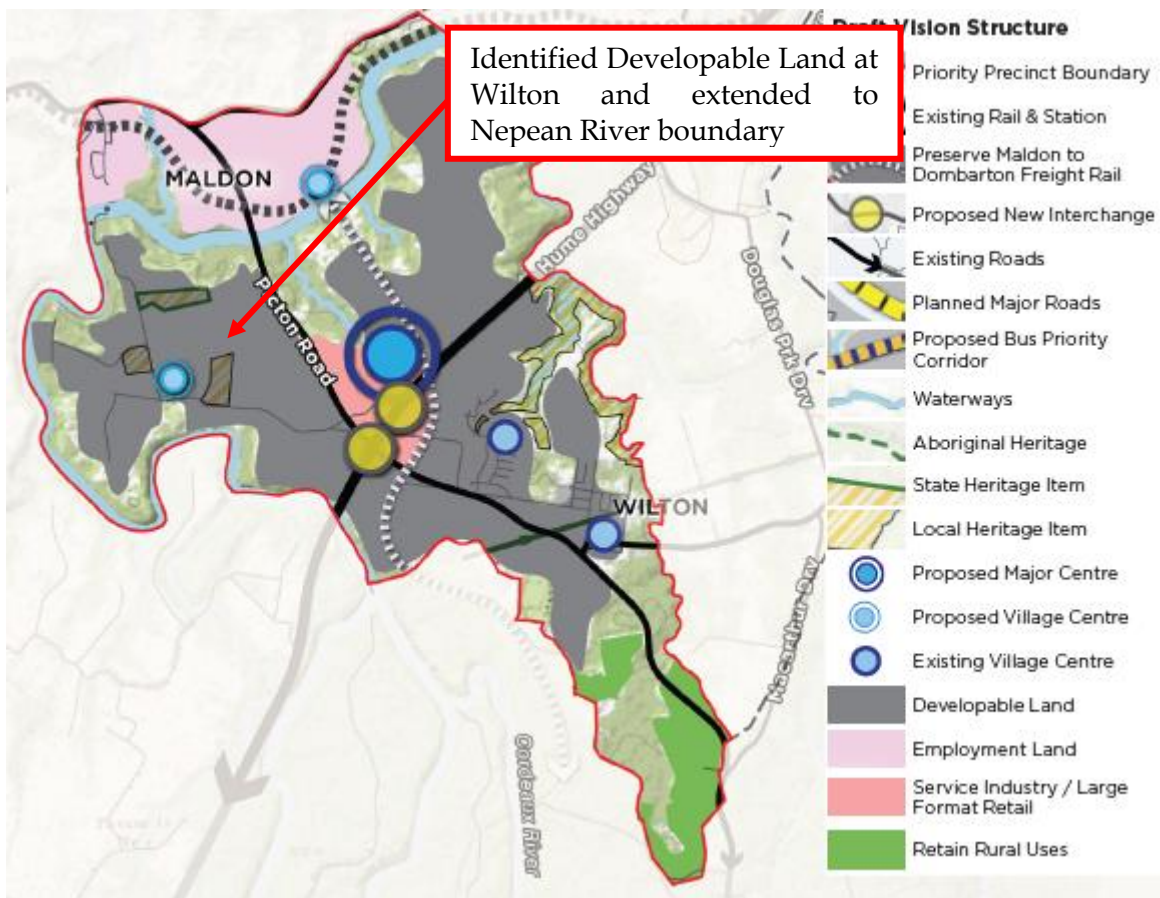 Identified Developable Land at
Wilton and extended to
Nepean River boundary
MALDON
Picton Road
Hume Highway
Douglas Prk Drv
WILTON
Macarthur Drv
Cordeaux River
Draft Vision Structure
Priority Precinct Boundary
Existing Rail & Station
Preserve Maldon to
Dombarton Freight Rail
Proposed New Interchange
Existing Roads
Planned Major Roads
Proposed Bus Priority
Corridor
Waterways
Aboriginal Heritage
State Heritage Item
Local Heritage Item
Proposed Major Centre
Proposed Village Centre
Existing Village Centre
Developable Land
Employment Land
Service Industry / Large
Format Retail
Retain Rural Uses